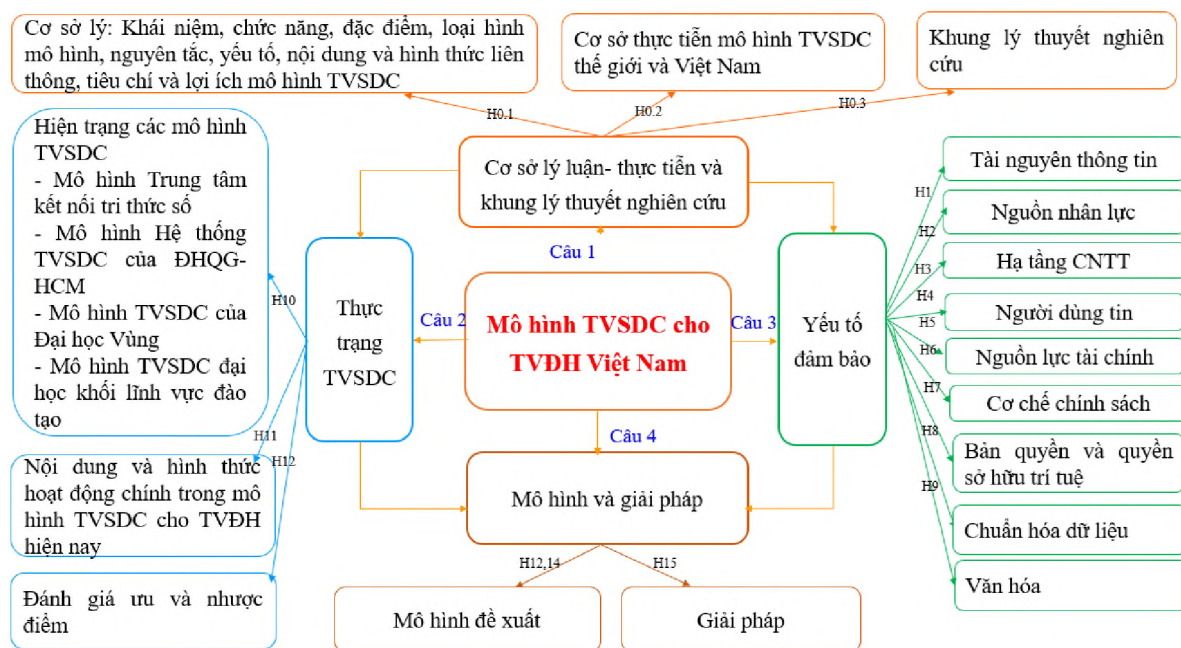 Cơ sở lý: Khái niệm, chức năng, đặc điểm, loại hình
mô hình, nguyên tắc, yếu tố, nội dung và hình thức liên
thông, tiêu chí và lợi ích mô hình TVSDC
Cơ sở thực tiễn mô hình TVSDC
thế giới và Việt Nam
Khung lý thuyết nghiên
cứu
H0.1
H0.2
H0.3
Hiện trạng các mô hình
TVSDC
- Mô hình Trung tâm
kết nối tri thức số
- Mô hình Hệ thống
TVSDC của ĐHQG-
HCM
- Mô hình TVSDC của
Đại học Vùng
- Mô hình TVSDC đại
học khối lĩnh vực đào
tạo
Cơ sở lý luận- thực tiễn và
khung lý thuyết nghiên cứu
Câu 1
Thực
trạng
TVSDC
Câu 2
Mô hình TVSDC cho
TVĐH Việt Nam
Câu 3
Yếu tố
đảm bảo
Câu 4
H10
H11
H12
Nội dung và hình thức
hoạt động chính trong mô
hình TVSDC cho TVĐH
hiện nay
Đánh giá ưu và nhược
điểm
Mô hình và giải pháp
H12,14
H15
Mô hình đề xuất
Giải pháp
H1
H2
H3
H4
H5
H6
H7
H8
H9
Tài nguyên thông tin
Nguồn nhân lực
Hạ tầng CNTT
Người dùng tin
Nguồn lực tài chính
Cơ chế chính sách
Bản quyền và quyền
sở hữu trí tuệ
Chuẩn hóa dữ liệu
Văn hóa